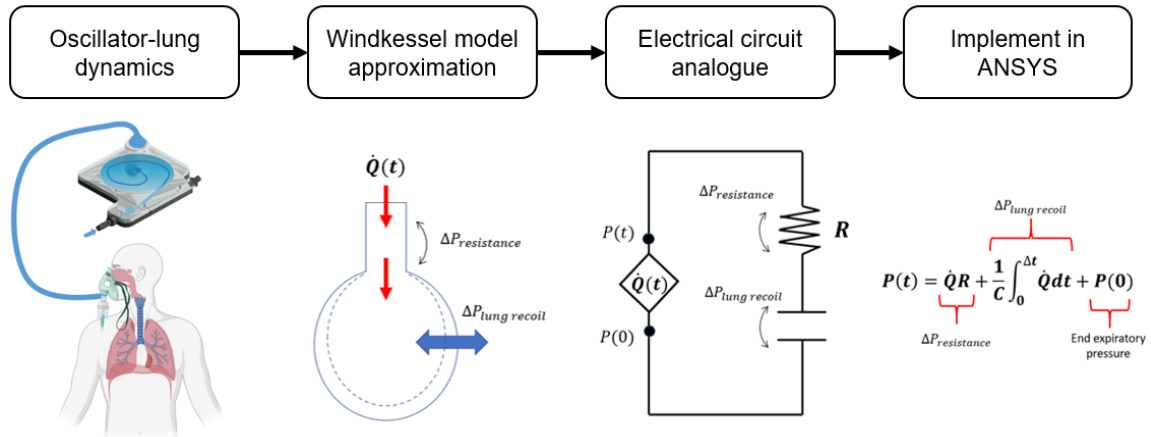 Oscillator-lung
dynamics
Windkessel model
approximation
Electrical circuit
analogue
Implement in
ANSYS
Q̇(t)
ΔP_resistance
ΔP_lung recoil
ΔP_resistance
R
P(t)
Q̇(t)
ΔP_lung recoil
P(0)
ΔP_lung recoil
P(t) = Q̇R + 1/C ∫₀^Δt Q̇dt + P(0)
ΔP_resistance
End expiratory
pressure